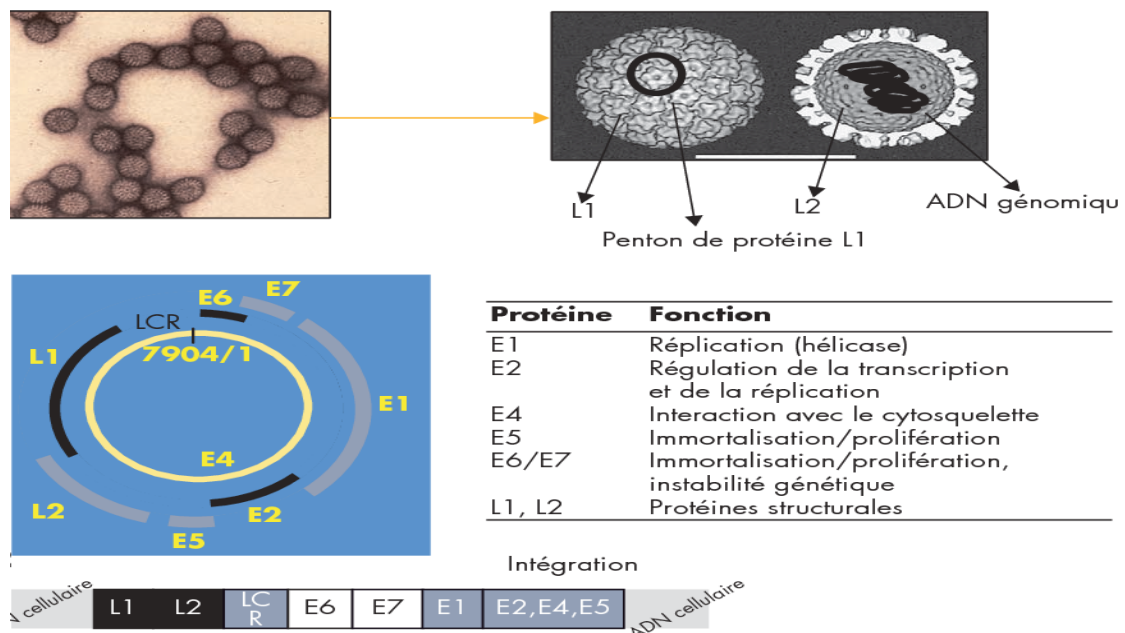 L1
L2
ADN génomiqu
Penton de protéine L1
E7
E6
LCR
7904/1
L1
E1
E4
L2
E2
E5
Protéine Fonction
E1 Réplication (hélicase)
E2 Régulation de la transcription
et de la réplication
E4 Interaction avec le cytosquelette
E5 Immortalisation/prolifération
E6/E7 Immortalisation/prolifération,
instabilité génétique
L1, L2 Protéines structurales
Intégration
N cellulaire L1 L2 LC E6 E7 E1 E2,E4,E5 ADN cellulaire
R